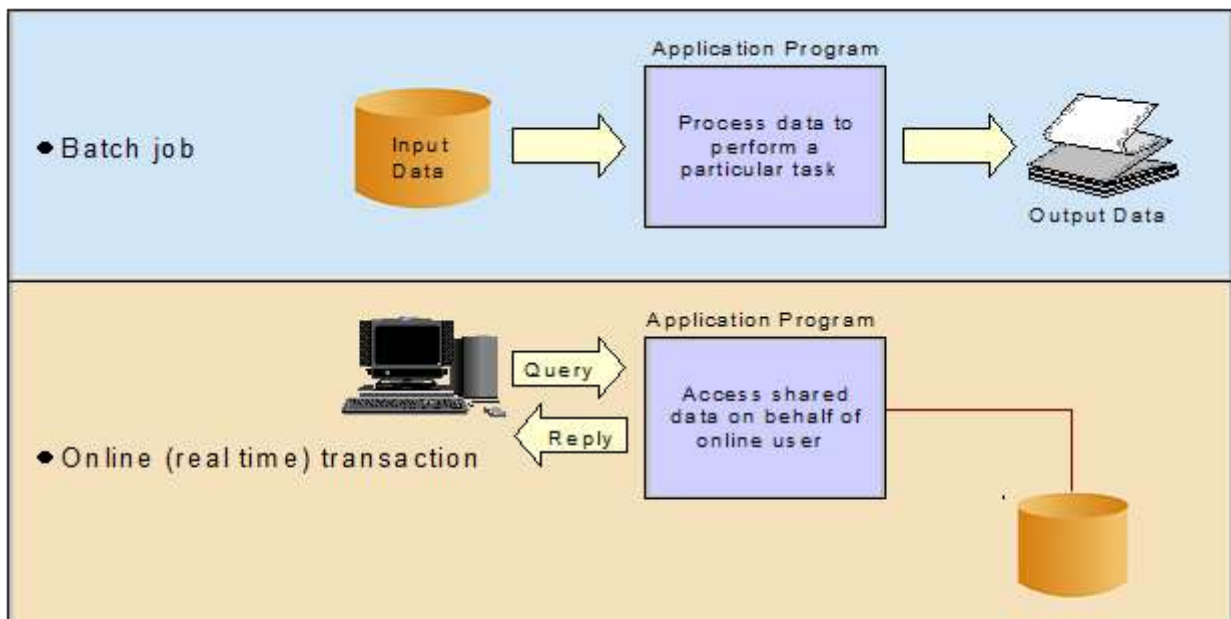 Application Program
● Batch job
Input
Data
Process data to
perform a
particular task
Output Data
Application Program
Query
Reply
Access shared
data on behalf of
online user
● Online (real time) transaction